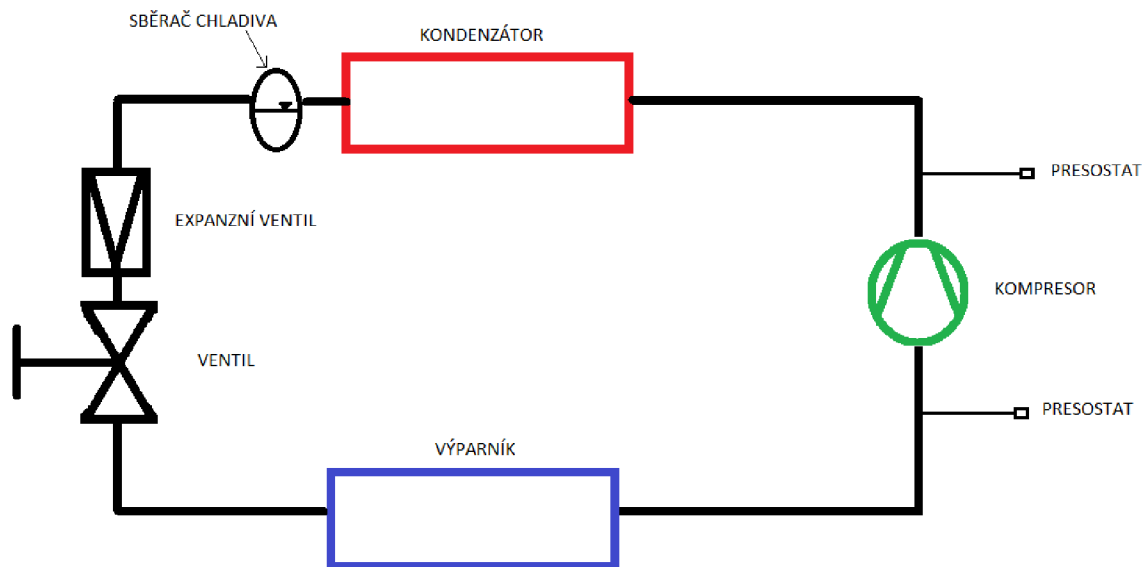 SBĚRAČ CHLADIVA
KONDENZÁTOR
PRESOSTAT
EXPANZNÍ VENTIL
KOMPRESOR
VENTIL
PRESOSTAT
VÝPARNÍK